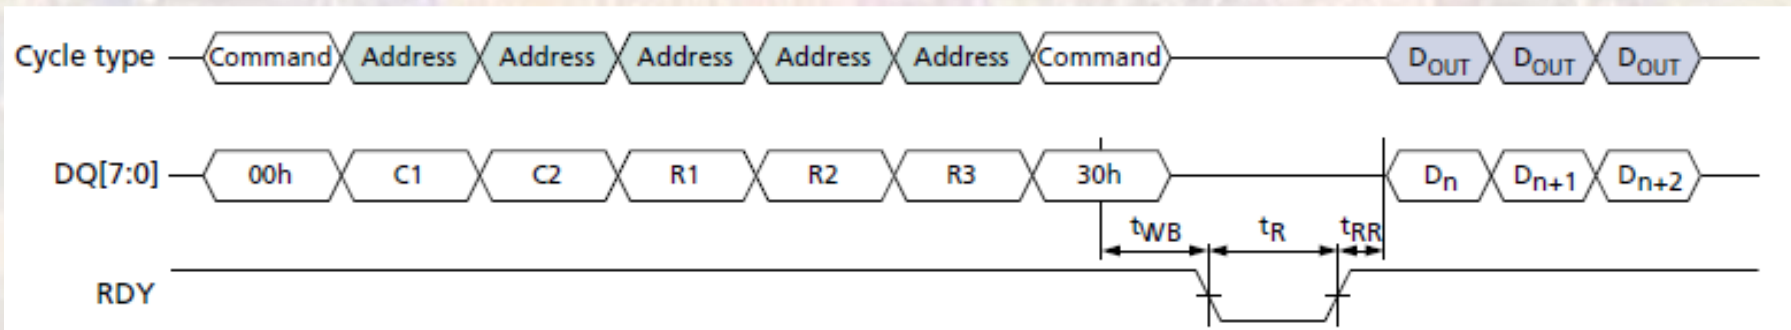 Cycle type Command Address Address Address Address Address Command DOUT DOUT DOUT
DQ[7:0] 00h C1 C2 R1 R2 R3 30h Dn Dn+1 Dn+2
tWB tR tRR
RDY